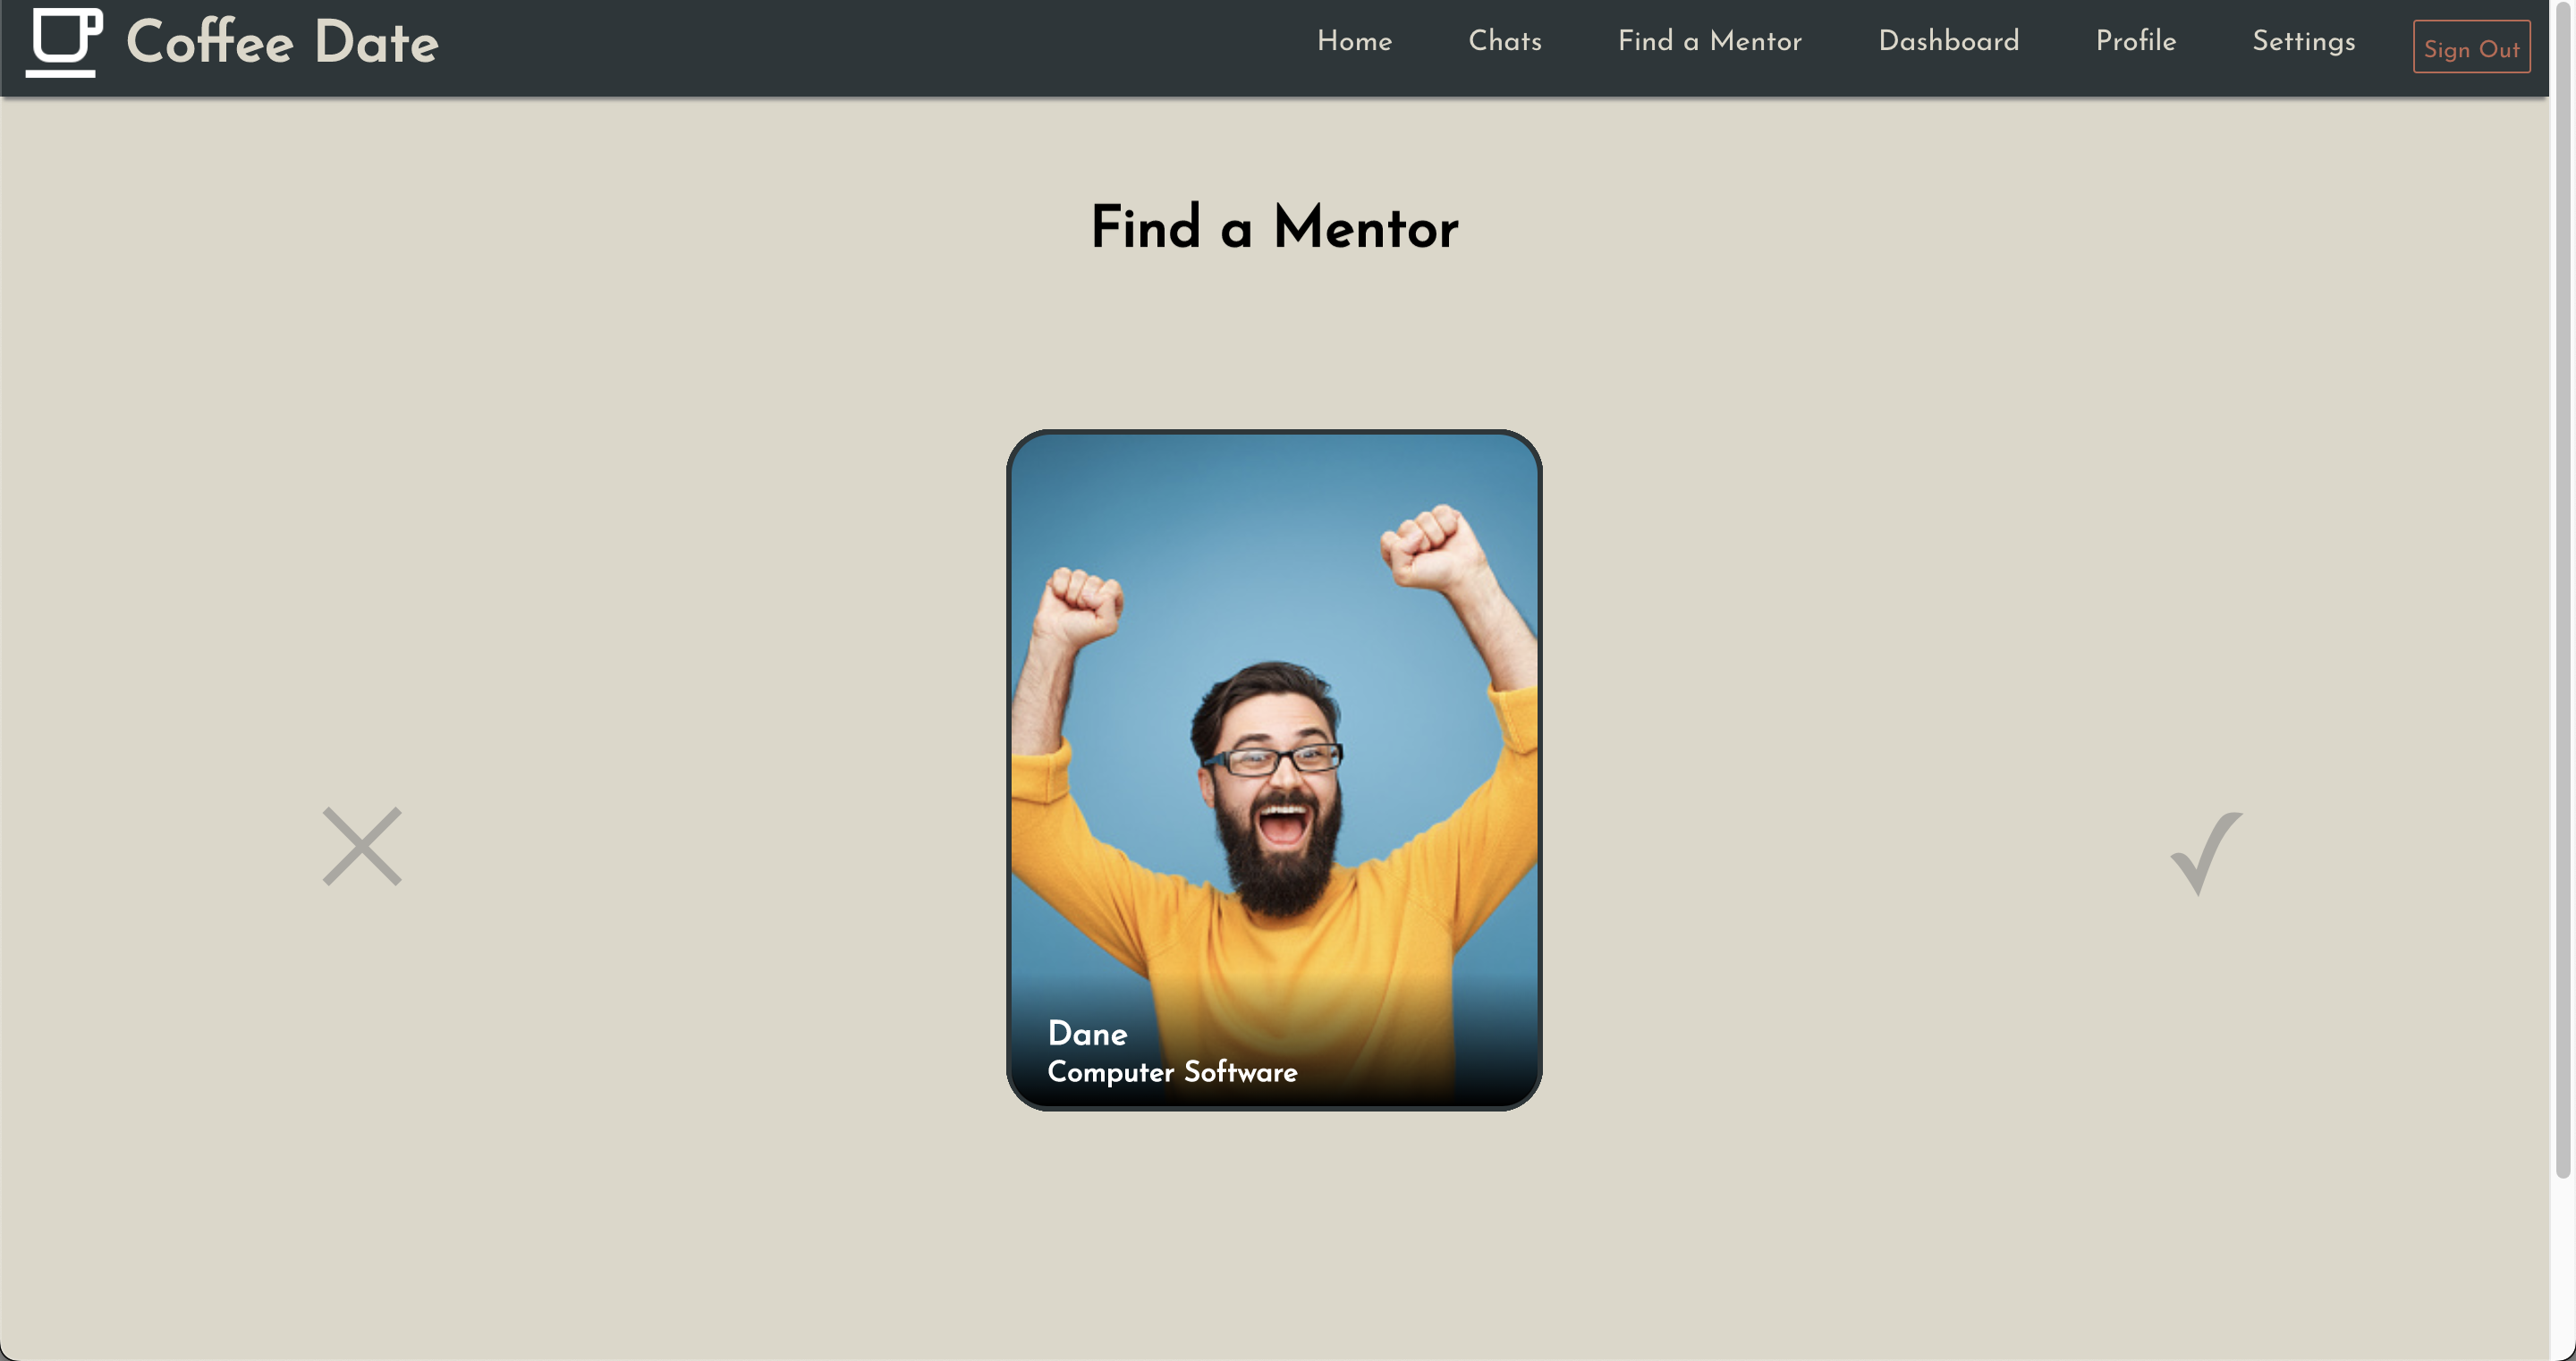 Coffee Date
Home Chats Find a Mentor Dashboard Profile Settings Sign Out
Find a Mentor
Dane
Computer Software